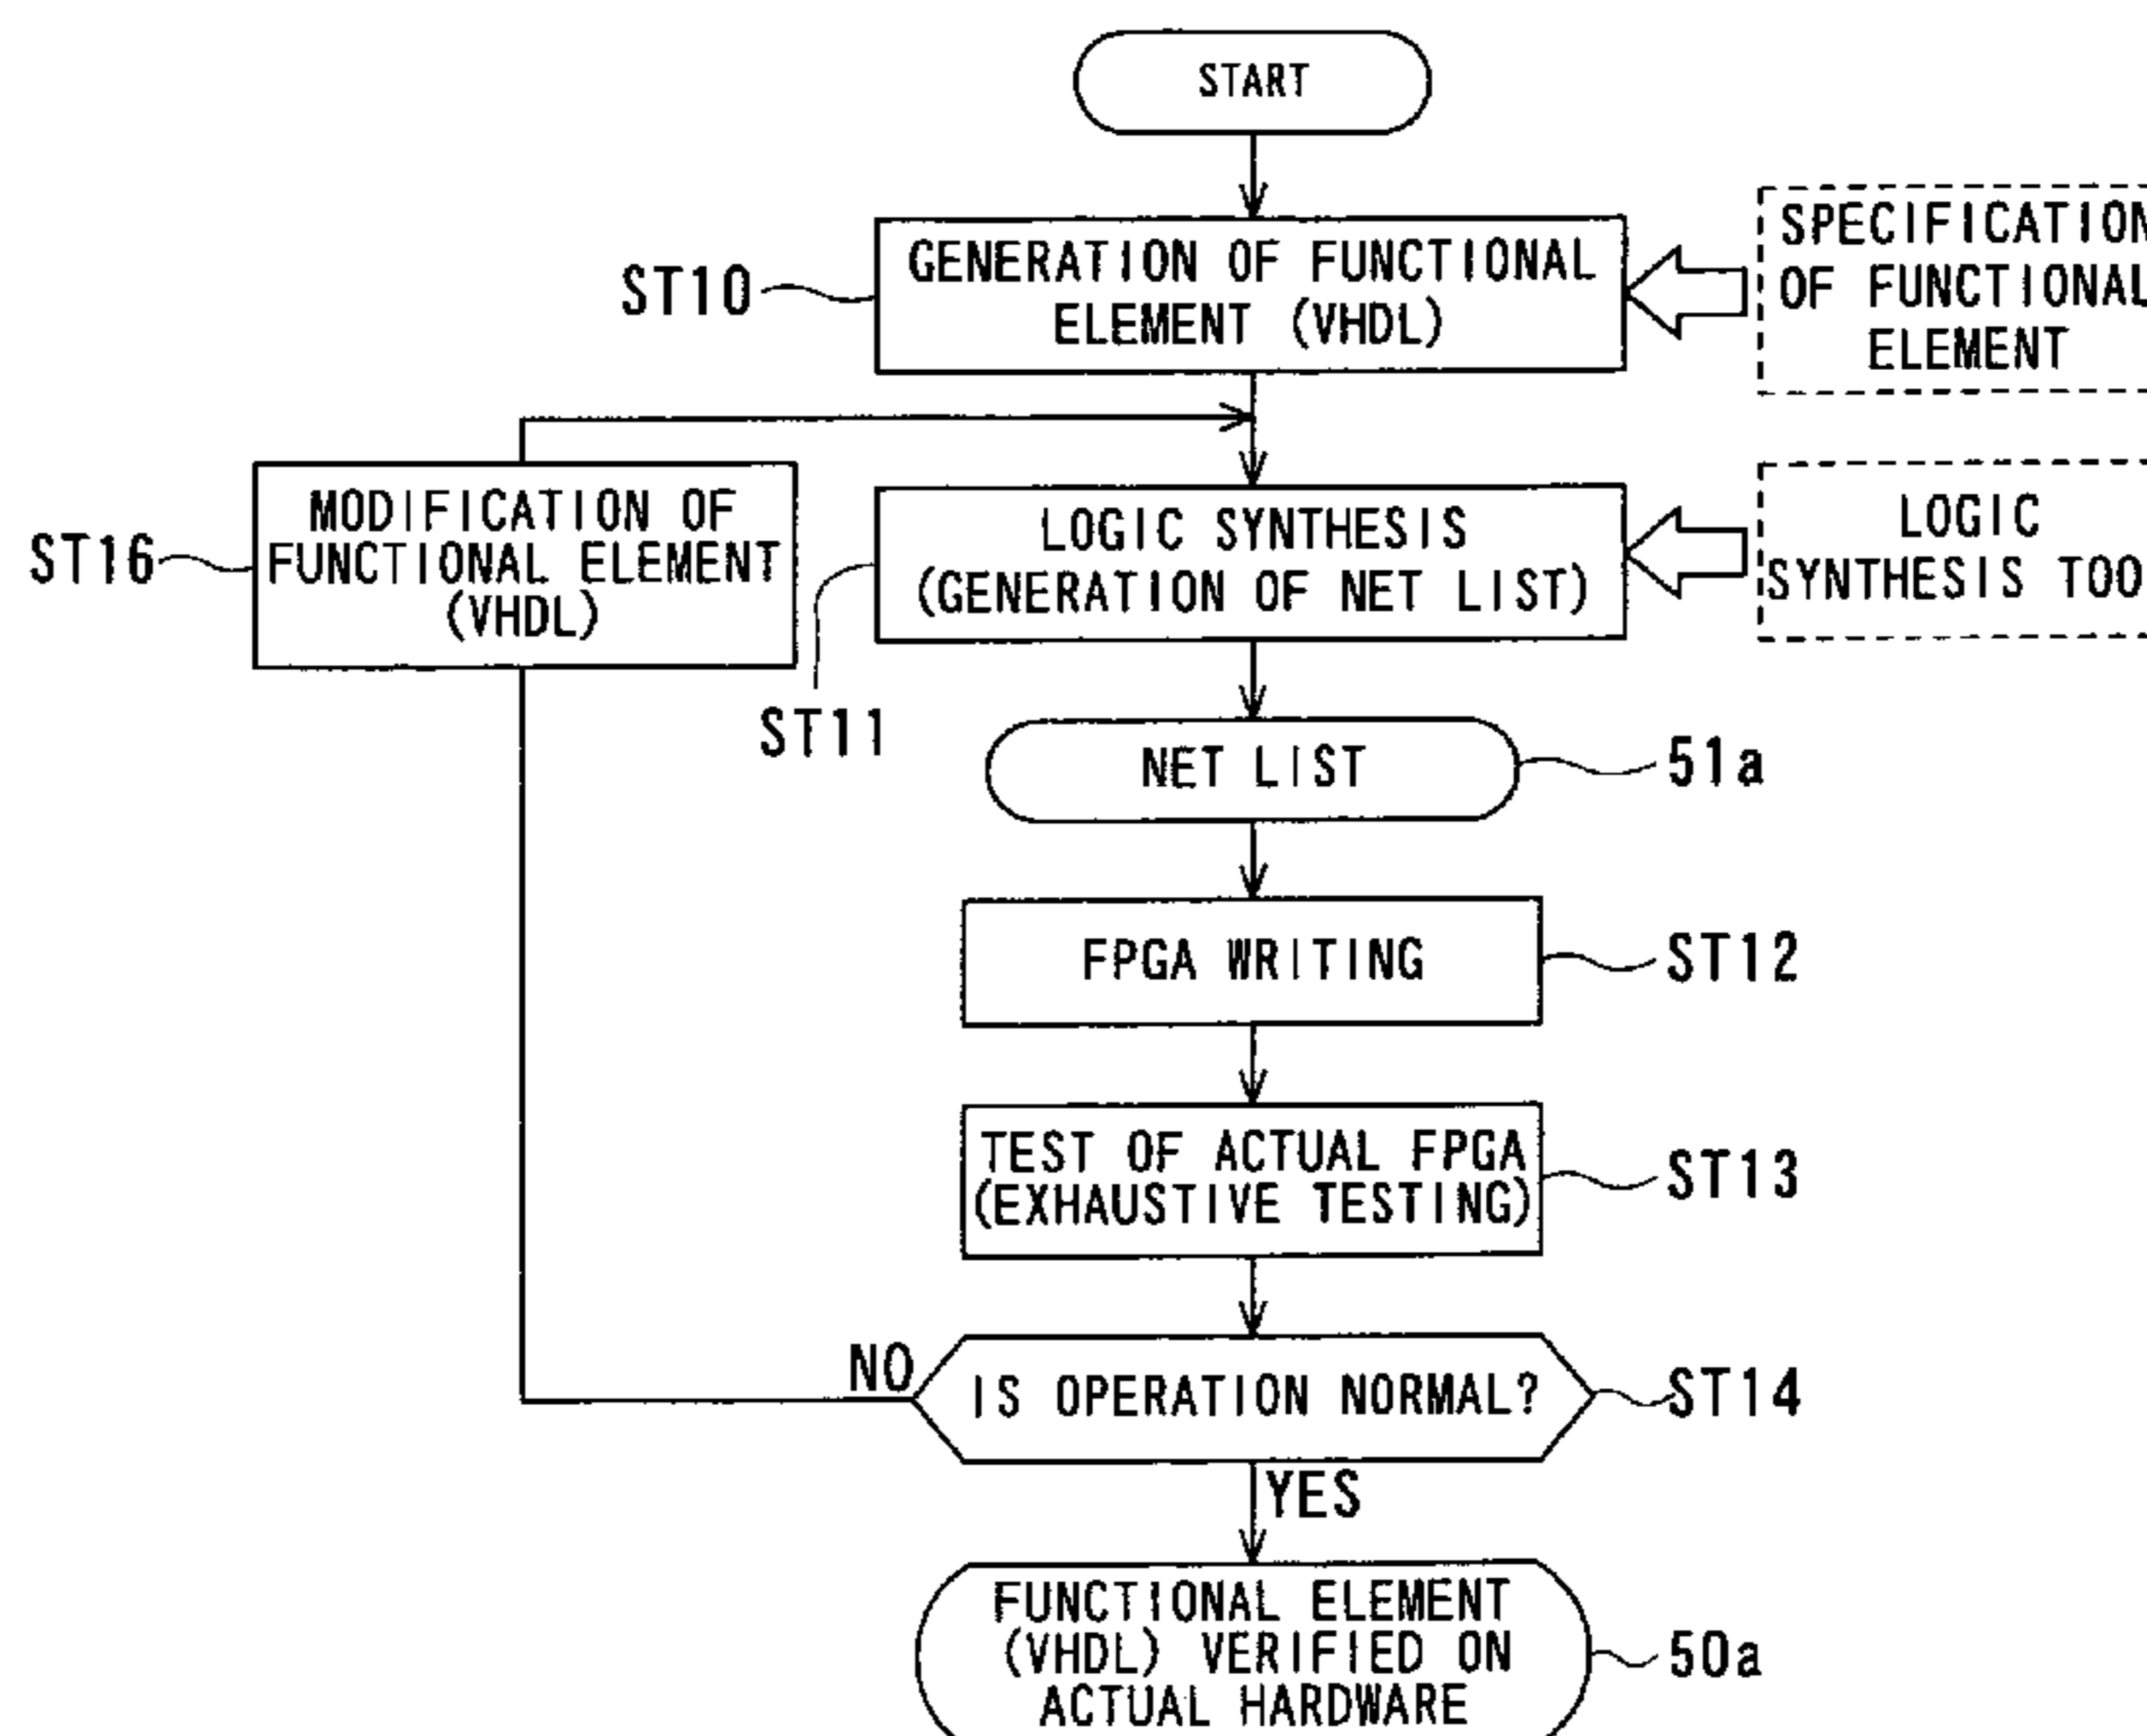 START
GENERATION OF FUNCTIONAL
ELEMENT (VHDL)
ST10
SPECIFICATION
OF FUNCTIONAL
ELEMENT
MODIFICATION OF
FUNCTIONAL ELEMENT
(VHDL)
ST16
LOGIC SYNTHESIS
(GENERATION OF NET LIST)
ST11
LOGIC
SYNTHESIS TOO
NET LIST
51a
FPGA WRITING
ST12
TEST OF ACTUAL FPGA
(EXHAUSTIVE TESTING)
ST13
NO
IS OPERATION NORMAL?
ST14
YES
FUNCTIONAL ELEMENT
(VHDL) VERIFIED ON
ACTUAL HARDWARE
50a